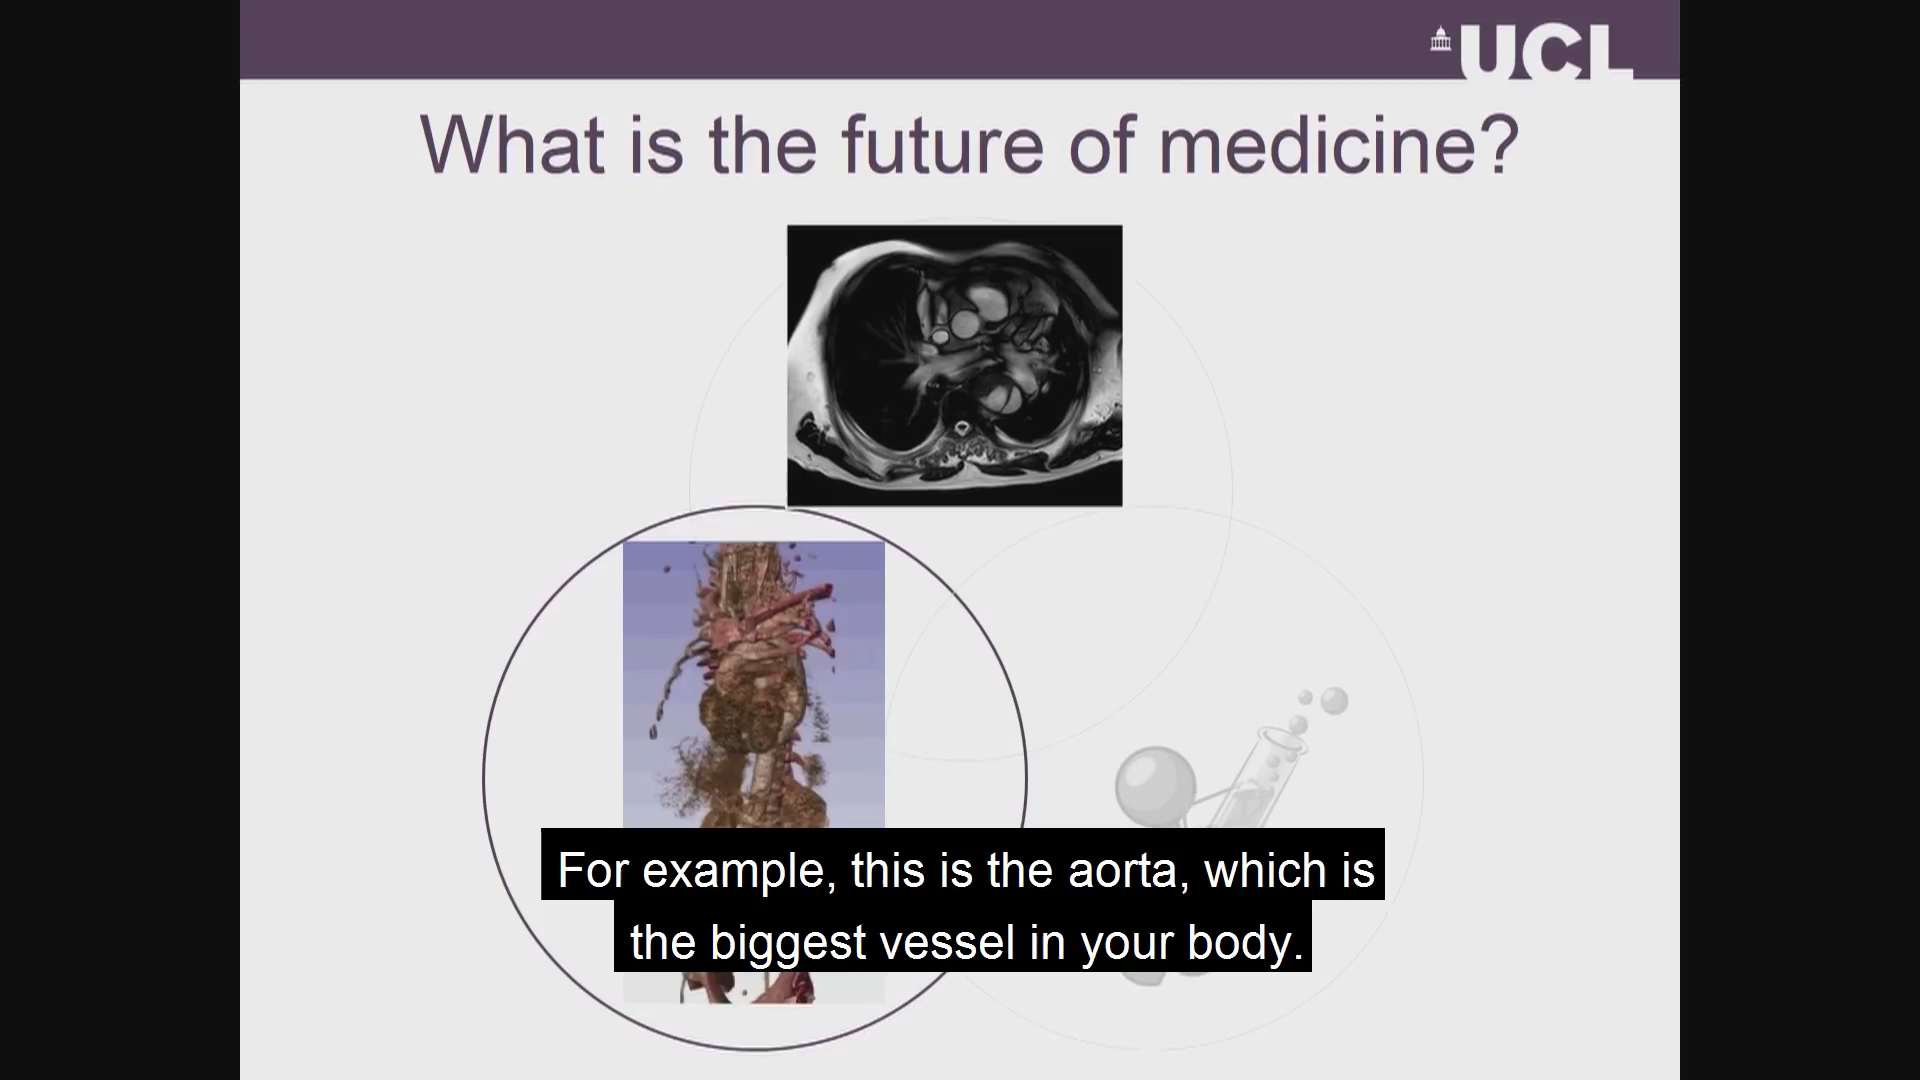 UCL
What is the future of medicine?
For example, this is the aorta, which is
the biggest vessel in your body.